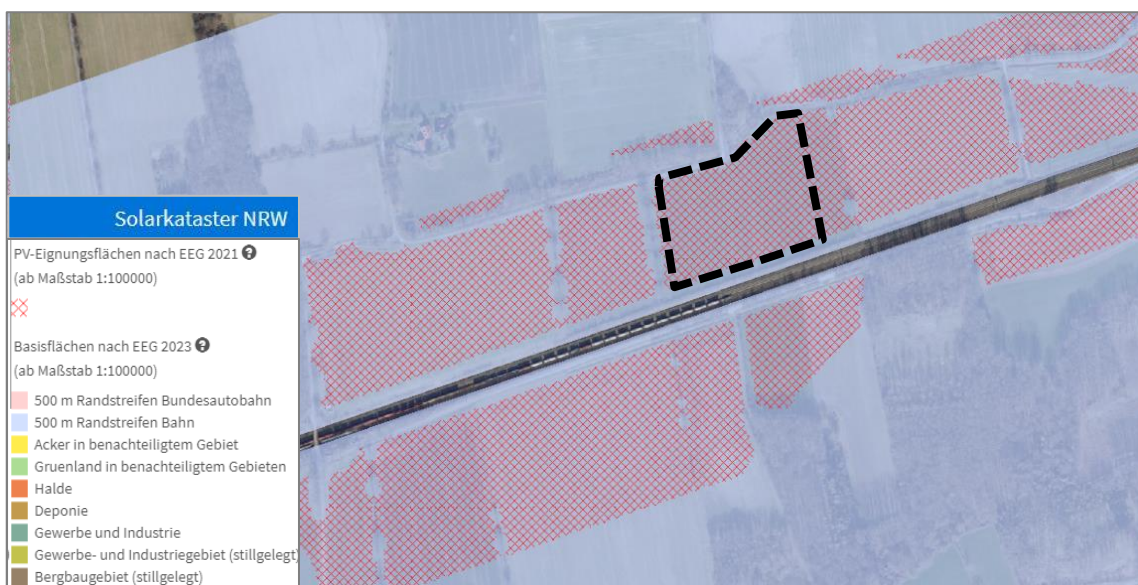 Solarkataster NRW
PV-Eignungsflächen nach EEG 2021 ?
(ab Maßstab 1:100000)
Basisflächen nach EEG 2023 ?
(ab Maßstab 1:100000)
500 m Randstreifen Bundesautobahn
500 m Randstreifen Bahn
Acker in benachteiligtem Gebiet
Gruenland in benachteiligtem Gebieten
Halde
Deponie
Gewerbe und Industrie
Gewerbe- und Industriegebiet (stillgelegt)
Bergbaugebiet (stillgelegt)